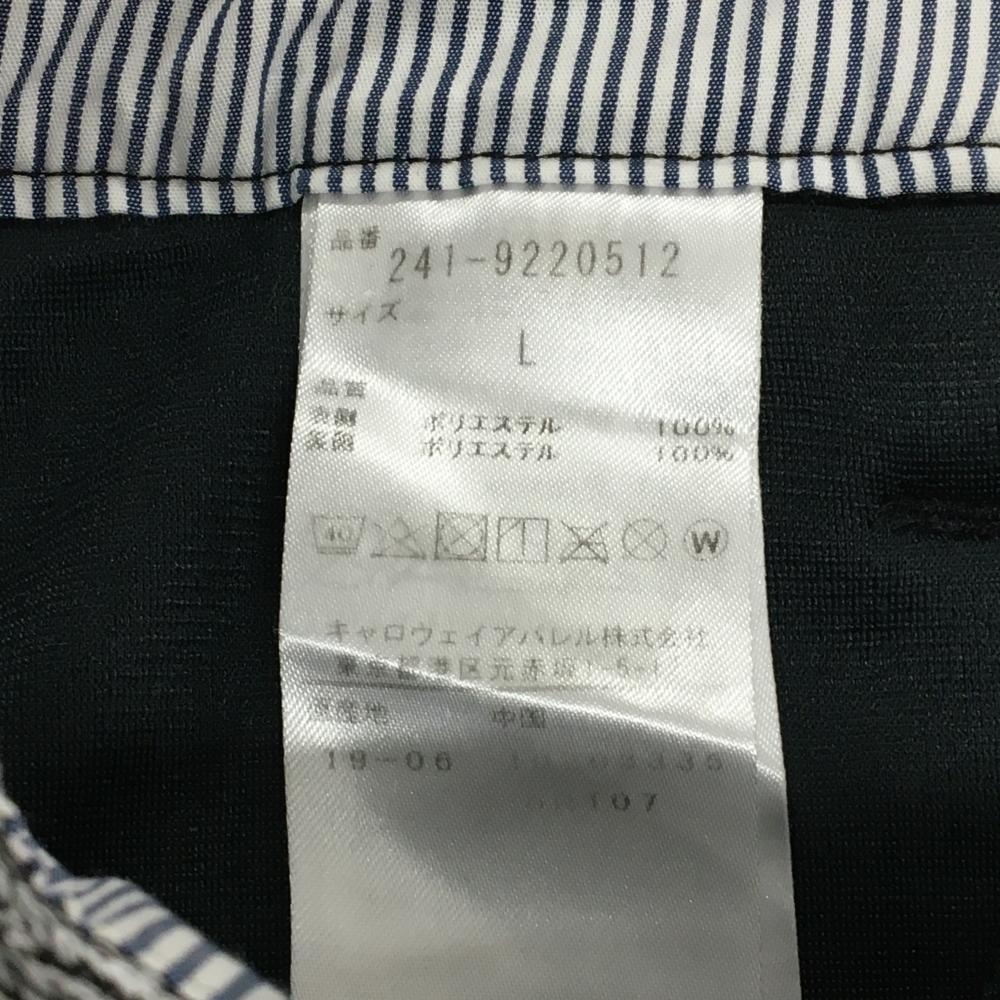 品番
241-9220512
サイズ
L
品質
表側 ポリエステル 100%
裏側 ポリエステル 100%
40
W
キャロウェイアパレル株式会社
東京都港区元赤坂1-5-12
原産地 中国
19-06
107